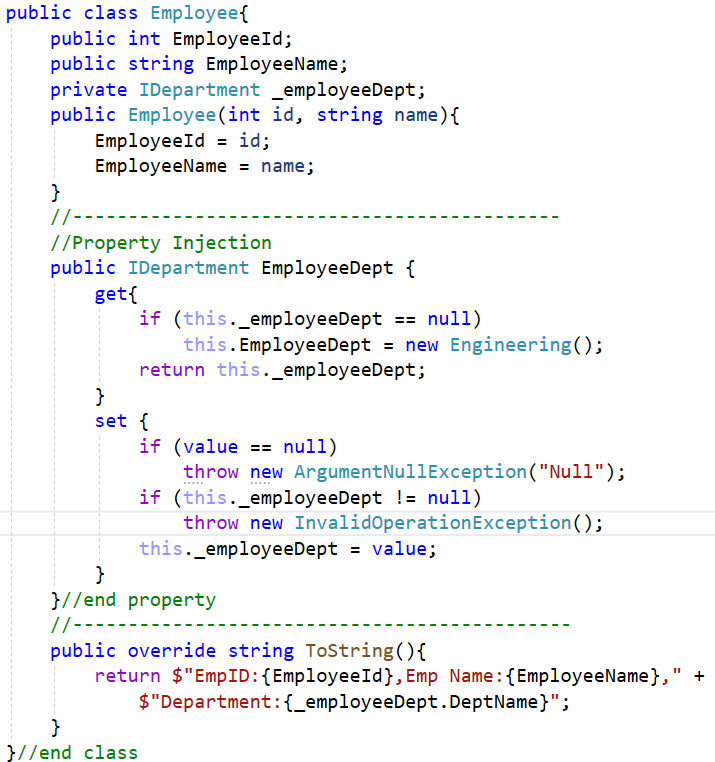 public class Employee{
    public int EmployeeId;
    public string EmployeeName;
    private IDepartment _employeeDept;
    public Employee(int id, string name){
        EmployeeId = id;
        EmployeeName = name;
    }
    //--------------------------------------------
    //Property Injection
    public IDepartment EmployeeDept {
        get{
            if (this._employeeDept == null)
                this.EmployeeDept = new Engineering();
            return this._employeeDept;
        }
        set {
            if (value == null)
                throw new ArgumentNullException("Null");
            if (this._employeeDept != null)
                throw new InvalidOperationException();
            this._employeeDept = value;
        }
    }//end property
    //---------------------------------------------
    public override string ToString(){
        return $"EmpID:{EmployeeId},Emp Name:{EmployeeName}," +
            $"Department:{_employeeDept.DeptName}";
    }
}//end class